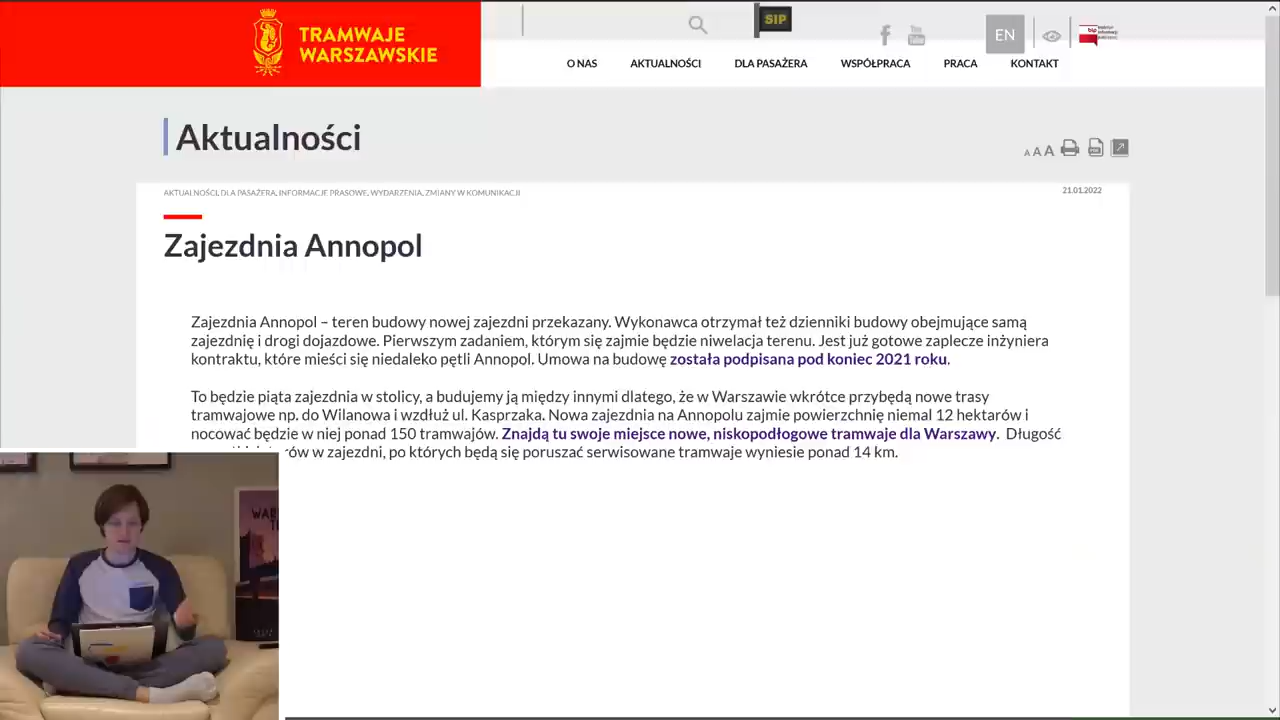 TRAMWAJE
WARSZAWSKIE
SIP
EN
bip
O NAS AKTUALNOŚCI DLA PASAŻERA WSPÓŁPRACA PRACA KONTAKT
Aktualności
A A A
AKTUALNOŚCI, DLA PASAŻERA, INFORMACJE PRASOWE, WYDARZENIA, ZMIANY W KOMUNIKACJI
21.01.2022
Zajezdnia Annopol
Zajezdnia Annopol – teren budowy nowej zajezdni przekazany. Wykonawca otrzymał też dzienniki budowy obejmujące samą
zajezdnię i drogi dojazdowe. Pierwszym zadaniem, którym się zajmie będzie niwelacja terenu. Jest już gotowe zaplecze inżyniera
kontraktu, które mieści się niedaleko pętli Annopol. Umowa na budowę została podpisana pod koniec 2021 roku.
To będzie piąta zajezdnia w stolicy, a budujemy ją między innymi dlatego, że w Warszawie wkrótce przybędą nowe trasy
tramwajowe np. do Wilanowa i wzdłuż ul. Kasprzaka. Nowa zajezdnia na Annopolu zajmie powierzchnię niemal 12 hektarów i
nocować będzie w niej ponad 150 tramwajów. Znajdą tu swoje miejsce nowe, niskopodłogowe tramwaje dla Warszawy. Długość
w zajezdni, po których będą się poruszać serwisowane tramwaje wyniesie ponad 14 km.